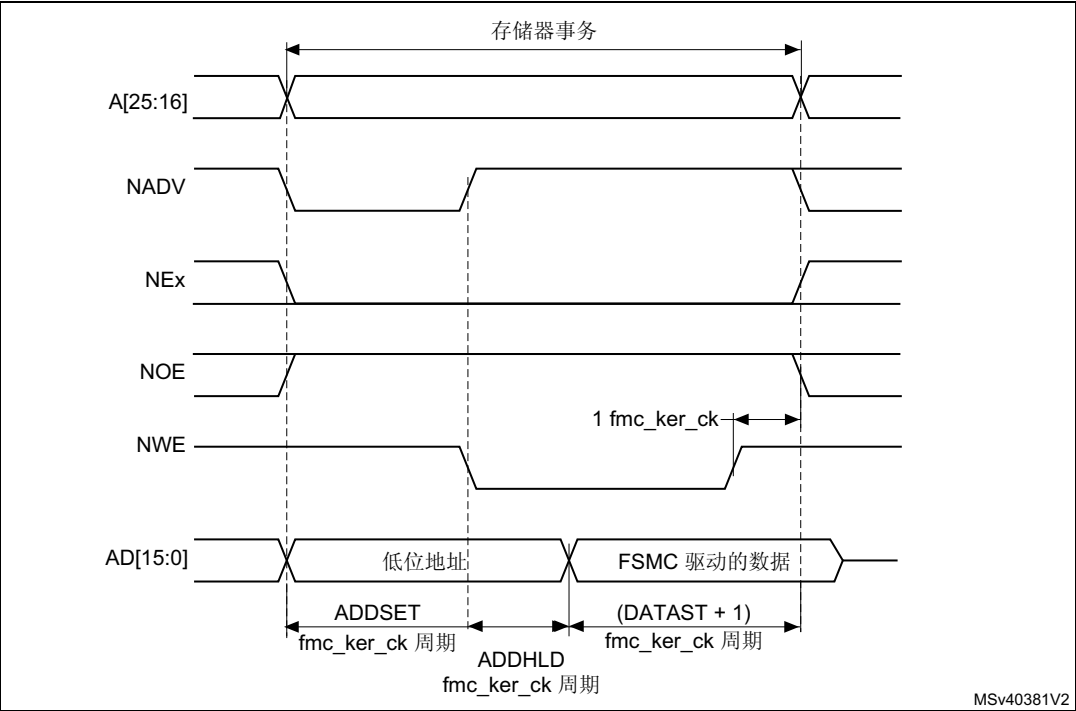 存储器事务
A[25:16]
NADV
NEx
NOE
1 fmc_ker_ck
NWE
AD[15:0]
低位地址
FSMC 驱动的数据
ADDSET
(DATAST + 1)
fmc_ker_ck 周期
fmc_ker_ck 周期
ADDHLD
fmc_ker_ck 周期
MSv40381V2